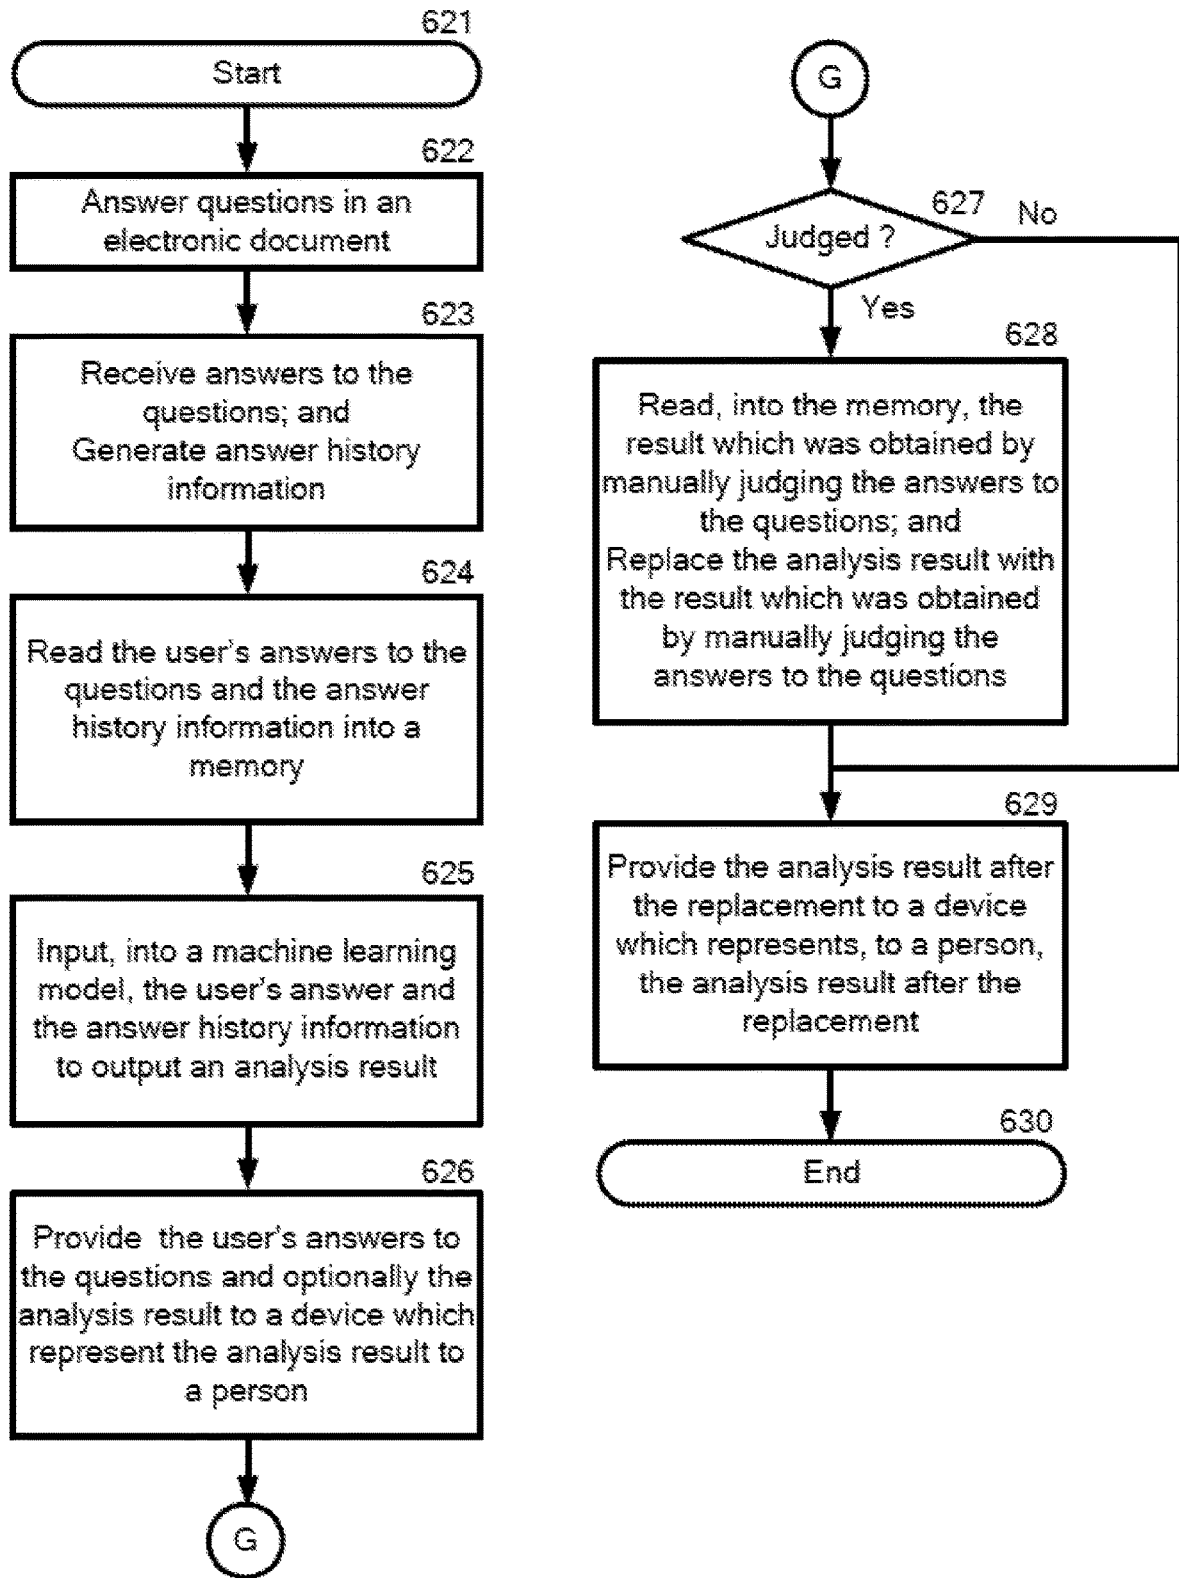 621
Start
622
Answer questions in an
electronic document
623
Receive answers to the
questions; and
Generate answer history
information
624
Read the user's answers to the
questions and the answer
history information into a
memory
625
Input, into a machine learning
model, the user's answer and
the answer history information
to output an analysis result
626
Provide the user's answers to
the questions and optionally the
analysis result to a device which
represent the analysis result to
a person
G
G
627
Judged ?
No
Yes
628
Read, into the memory, the
result which was obtained by
manually judging the answers to
the questions; and
Replace the analysis result with
the result which was obtained
by manually judging the
answers to the questions
629
Provide the analysis result after
the replacement to a device
which represents, to a person,
the analysis result after the
replacement
630
End